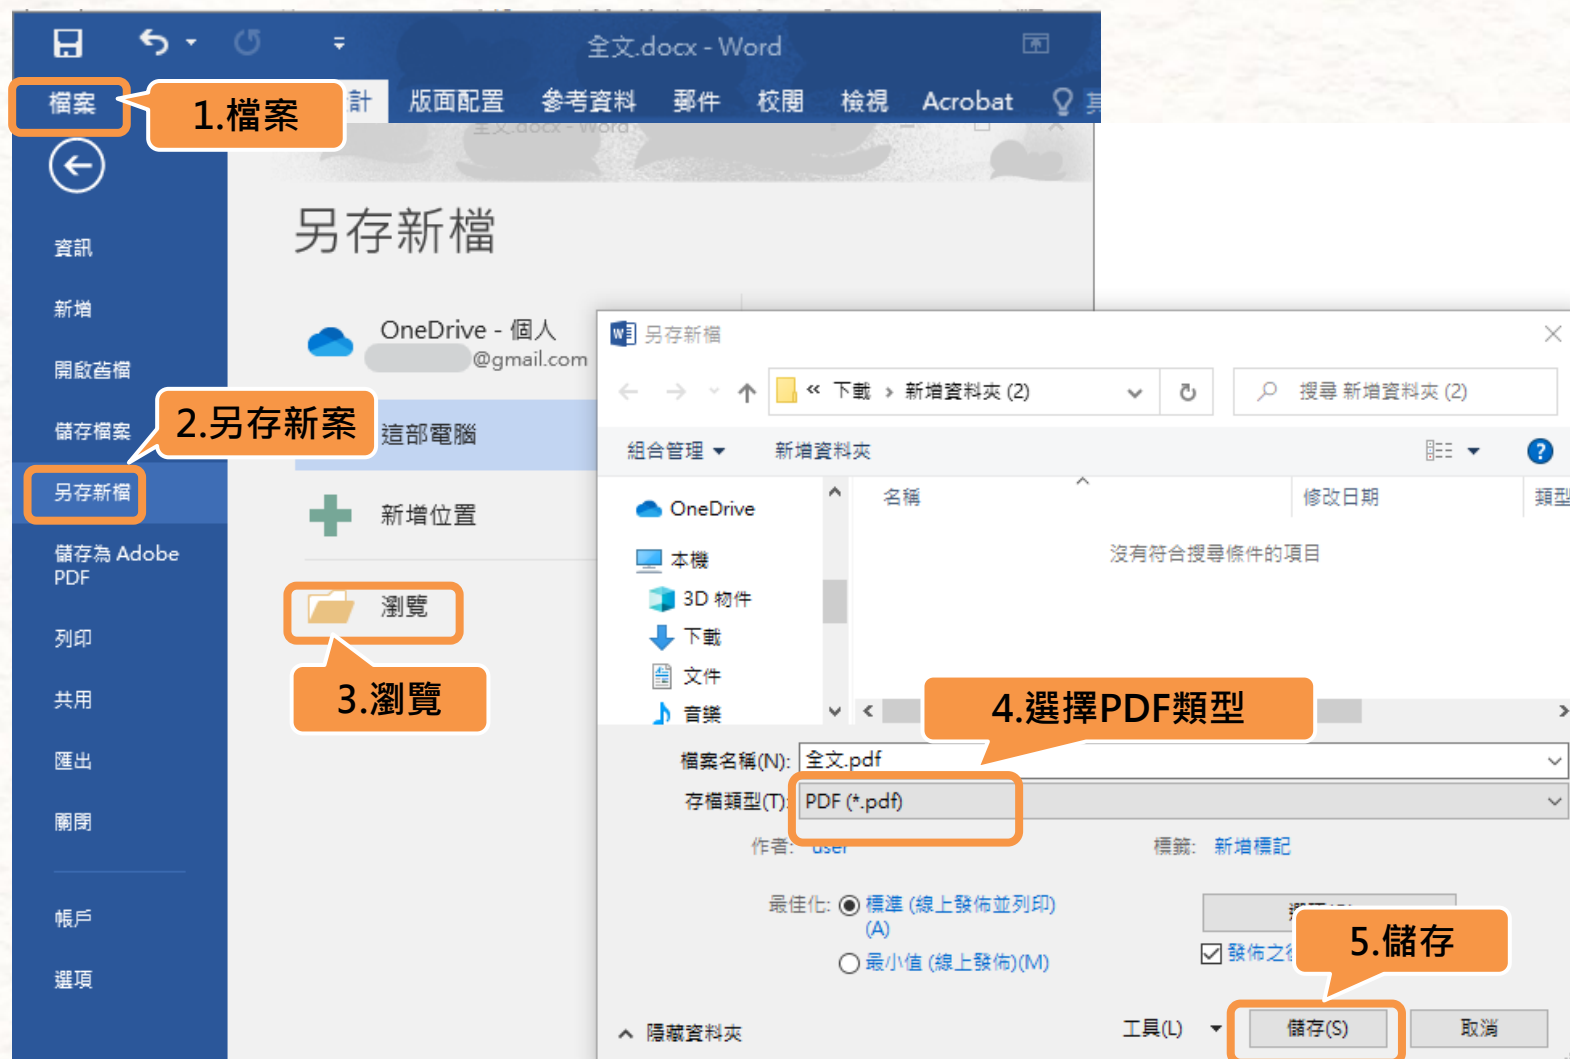 全文.docx - Word
檔案
1.檔案
計 版面配置 參考資料 郵件 校閱 檢視 Acrobat
全文.docx - Word
另存新檔
資訊
新增
開啟舊檔
儲存檔案
另存新檔
儲存為 Adobe
PDF
列印
共用
匯出
關閉
帳戶
選項
2.另存新案
OneDrive - 個人
@gmail.com
這部電腦
新增位置
瀏覽
3.瀏覽
另存新檔
« 下載 › 新增資料夾 (2)
搜尋 新增資料夾 (2)
組合管理 新增資料夾
名稱 修改日期 類型
沒有符合搜尋條件的項目
OneDrive
本機
3D 物件
下載
文件
音樂
4.選擇PDF類型
檔案名稱(N): 全文.pdf
存檔類型(T): PDF (*.pdf)
作者: user 標籤: 新增標記
最佳化: 標準 (線上發佈並列印)
(A)
最小值 (線上發佈)(M)
發佈之
5.儲存
隱藏資料夾
工具(L) 儲存(S) 取消